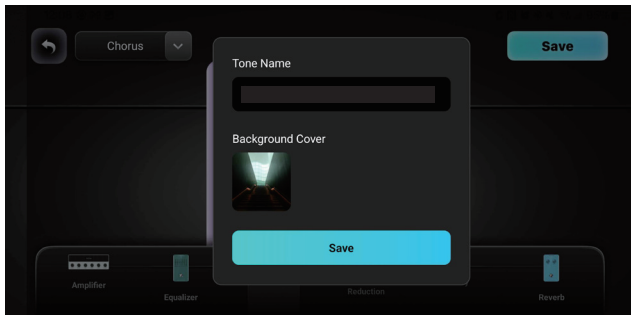 Chorus
Save
Tone Name
Background Cover
Save
Amplifier
Equalizer
Reduction
Reverb